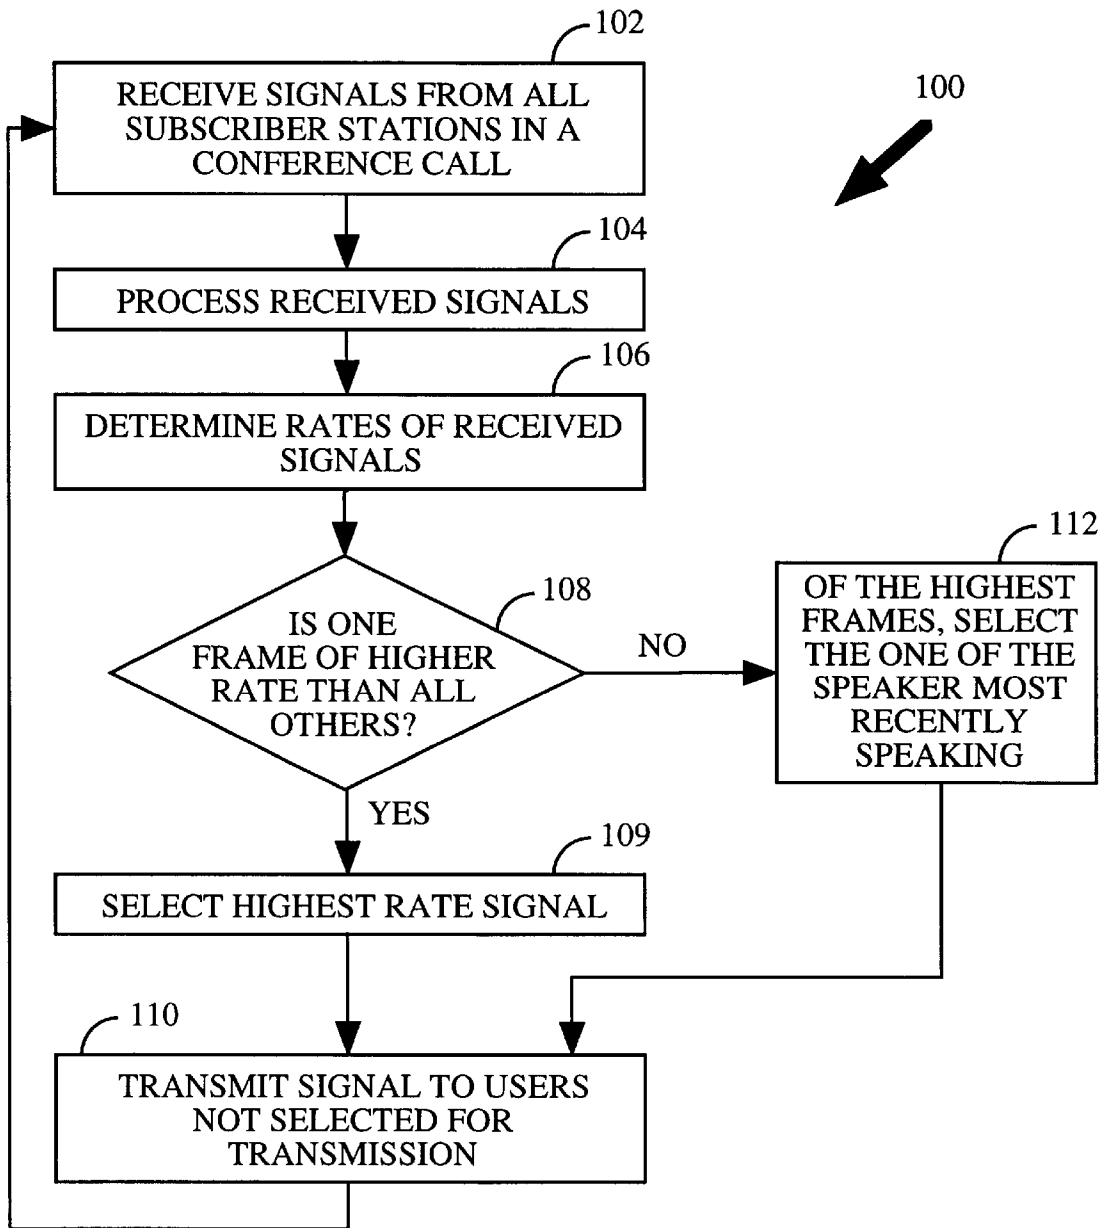 102
RECEIVE SIGNALS FROM ALL
SUBSCRIBER STATIONS IN A
CONFERENCE CALL
100
104
PROCESS RECEIVED SIGNALS
106
DETERMINE RATES OF RECEIVED
SIGNALS
108
IS ONE
FRAME OF HIGHER
RATE THAN ALL
OTHERS?
NO
112
OF THE HIGHEST
FRAMES, SELECT
THE ONE OF THE
SPEAKER MOST
RECENTLY
SPEAKING
YES
109
SELECT HIGHEST RATE SIGNAL
110
TRANSMIT SIGNAL TO USERS
NOT SELECTED FOR
TRANSMISSION